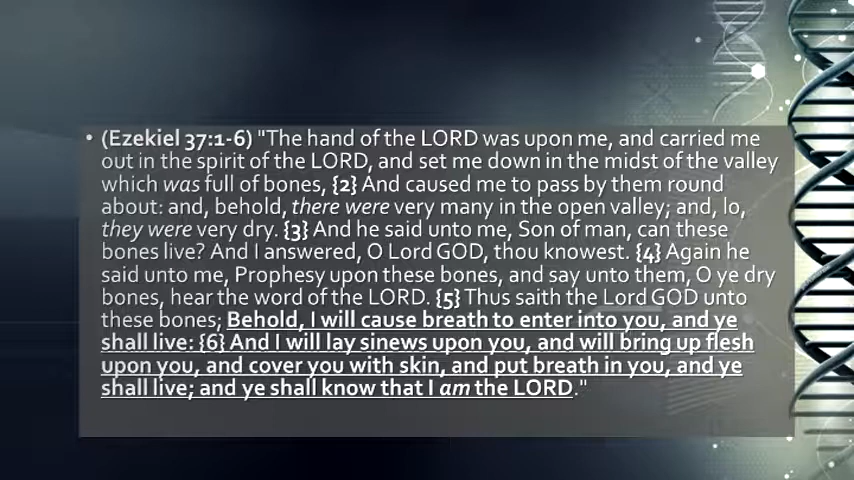 • (Ezekiel 37:1-6) "The hand of the LORD was upon me, and carried me
out in the spirit of the LORD, and set me down in the midst of the valley
which was full of bones, {2} And caused me to pass by them round
about: and, behold, there were very many in the open valley; and, lo,
they were very dry. {3} And he said unto me, Son of man, can these
bones live? And I answered, O Lord GOD, thou knowest. {4} Again he
said unto me, Prophesy upon these bones, and say unto them, O ye dry
bones, hear the word of the LORD. {5} Thus saith the Lord GOD unto
these bones; Behold, I will cause breath to enter into you, and ye
shall live: {6} And I will lay sinews upon you, and will bring up flesh
upon you, and cover you with skin, and put breath in you, and ye
shall live; and ye shall know that I am the LORD."